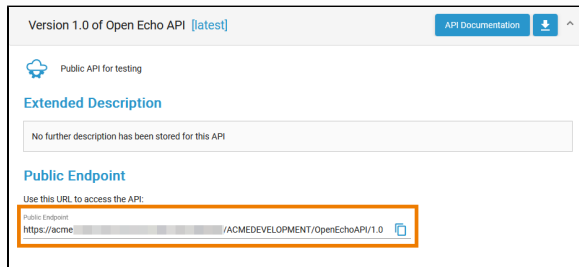 Version 1.0 of Open Echo API [latest]
API Documentation
Public API for testing
Extended Description
No further description has been stored for this API
Public Endpoint
Use this URL to access the API:
Public Endpoint
https://acme /ACMEDEVELOPMENT/OpenEchoAPI/1.0